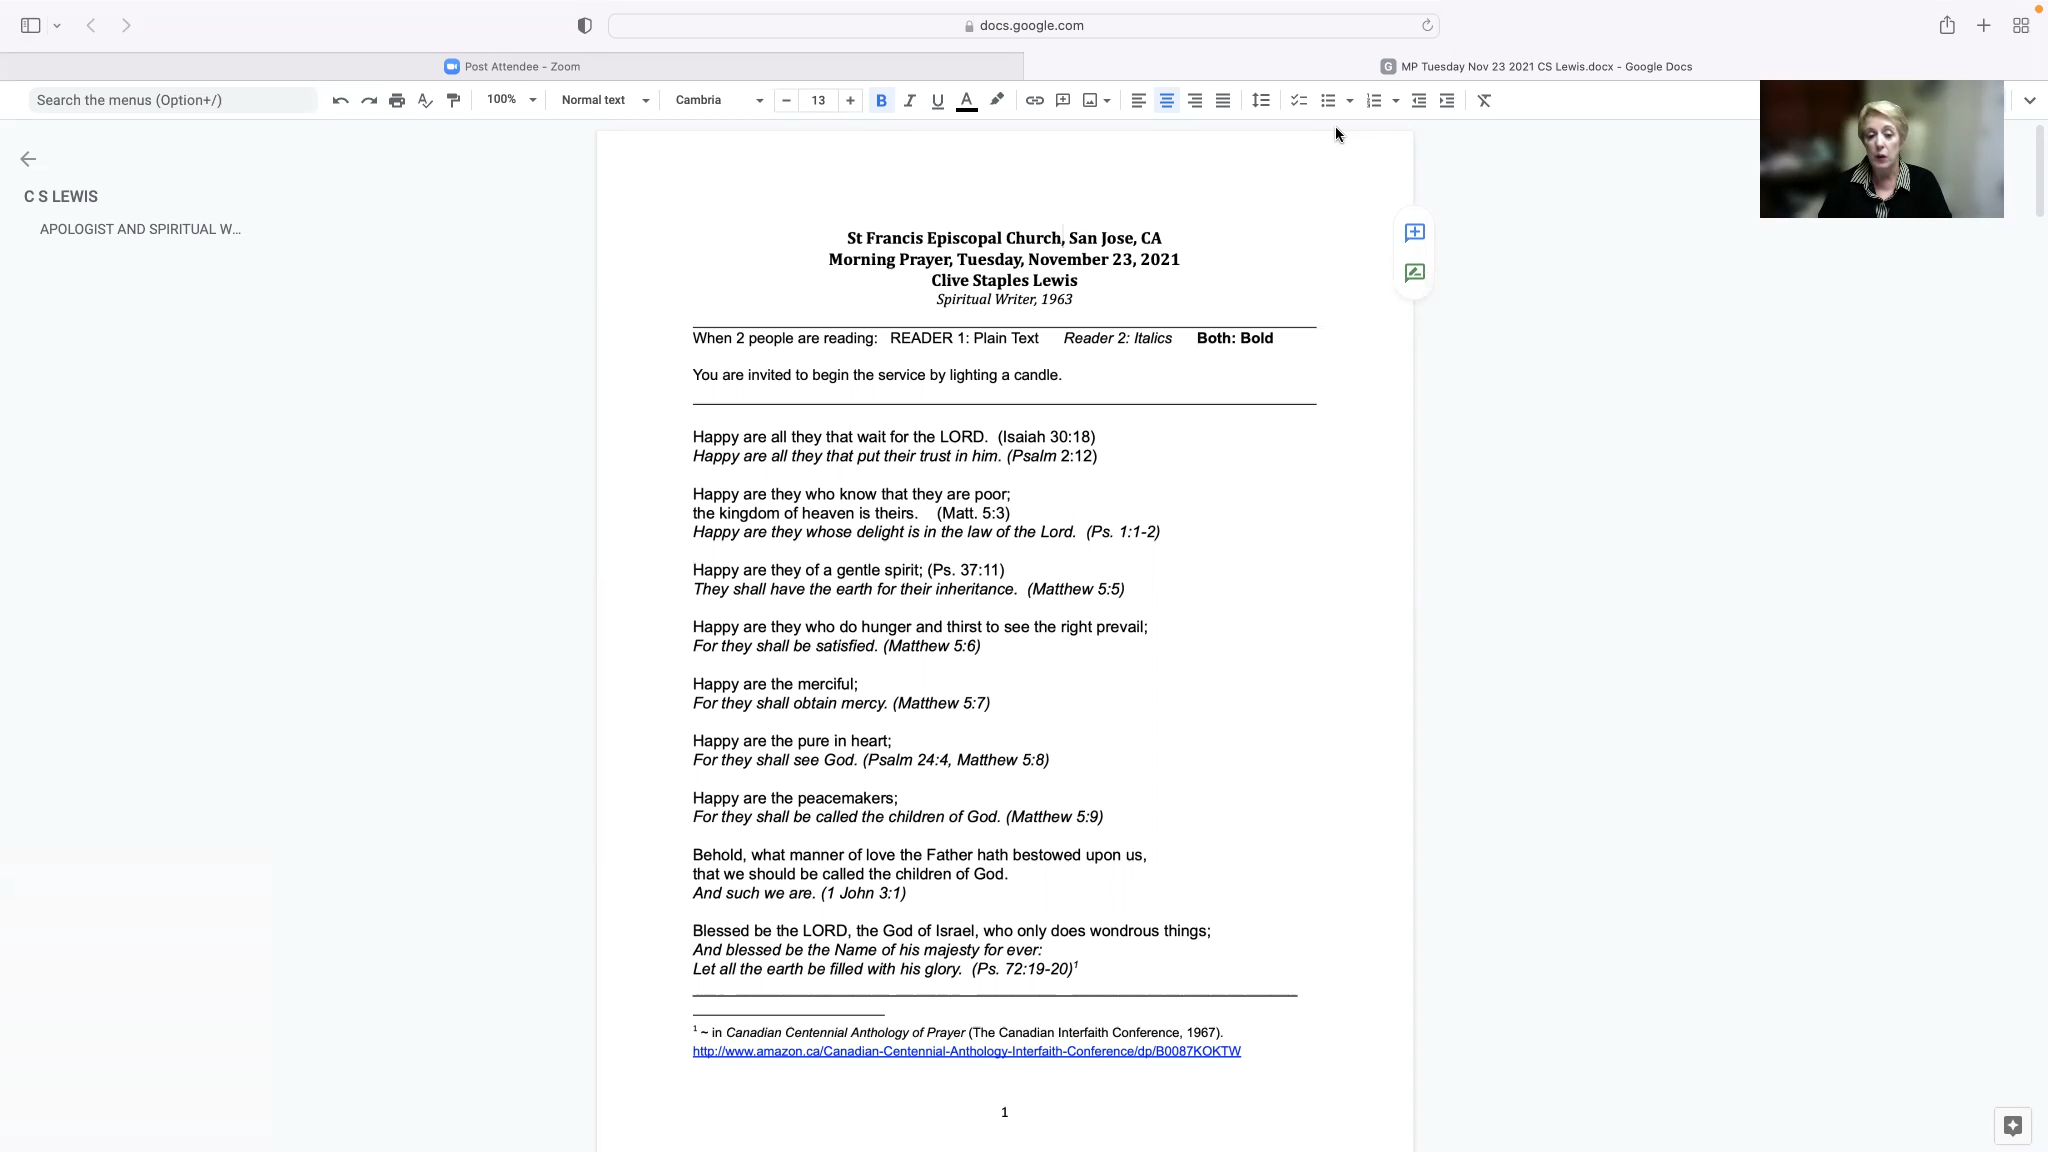 docs.google.com
Post Attendee - Zoom
G MP Tuesday Nov 23 2021 CS Lewis.docx - Google Docs
Search the menus (Option+/) 100% Normal text Cambria 13 B I U A
C S LEWIS
APOLOGIST AND SPIRITUAL W...
St Francis Episcopal Church, San Jose, CA
Morning Prayer, Tuesday, November 23, 2021
Clive Staples Lewis
Spiritual Writer, 1963
When 2 people are reading: READER 1: Plain Text Reader 2: Italics Both: Bold
You are invited to begin the service by lighting a candle.
Happy are all they that wait for the LORD. (Isaiah 30:18)
Happy are all they that put their trust in him. (Psalm 2:12)
Happy are they who know that they are poor;
the kingdom of heaven is theirs. (Matt. 5:3)
Happy are they whose delight is in the law of the Lord. (Ps. 1:1-2)
Happy are they of a gentle spirit; (Ps. 37:11)
They shall have the earth for their inheritance. (Matthew 5:5)
Happy are they who do hunger and thirst to see the right prevail;
For they shall be satisfied. (Matthew 5:6)
Happy are the merciful;
For they shall obtain mercy. (Matthew 5:7)
Happy are the pure in heart;
For they shall see God. (Psalm 24:4, Matthew 5:8)
Happy are the peacemakers;
For they shall be called the children of God. (Matthew 5:9)
Behold, what manner of love the Father hath bestowed upon us,
that we should be called the children of God.
And such we are. (1 John 3:1)
Blessed be the LORD, the God of Israel, who only does wondrous things;
And blessed be the Name of his majesty for ever:
Let all the earth be filled with his glory. (Ps. 72:19-20)1
1 ~ in Canadian Centennial Anthology of Prayer (The Canadian Interfaith Conference, 1967).
http://www.amazon.ca/Canadian-Centennial-Anthology-Interfaith-Conference/dp/B0087KOKTW
1